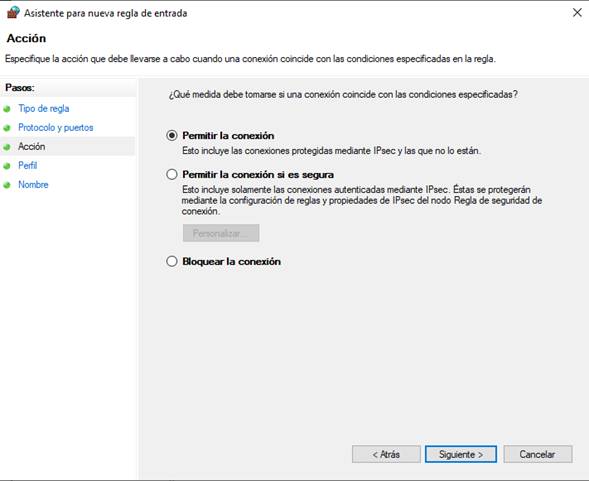 Asistente para nueva regla de entrada
Acción
Especifique la acción que debe llevarse a cabo cuando una conexión coincide con las condiciones especificadas en la regla.
Pasos:
Tipo de regla
Protocolo y puertos
Acción
Perfil
Nombre
¿Qué medida debe tomarse si una conexión coincide con las condiciones especificadas?
Permitir la conexión
Esto incluye las conexiones protegidas mediante IPsec y las que no lo están.
Permitir la conexión si es segura
Esto incluye solamente las conexiones autenticadas mediante IPsec. Éstas se protegerán
mediante la configuración de reglas y propiedades de IPsec del nodo Regla de seguridad de
conexión.
Personalizar...
Bloquear la conexión
< Atrás
Siguiente >
Cancelar